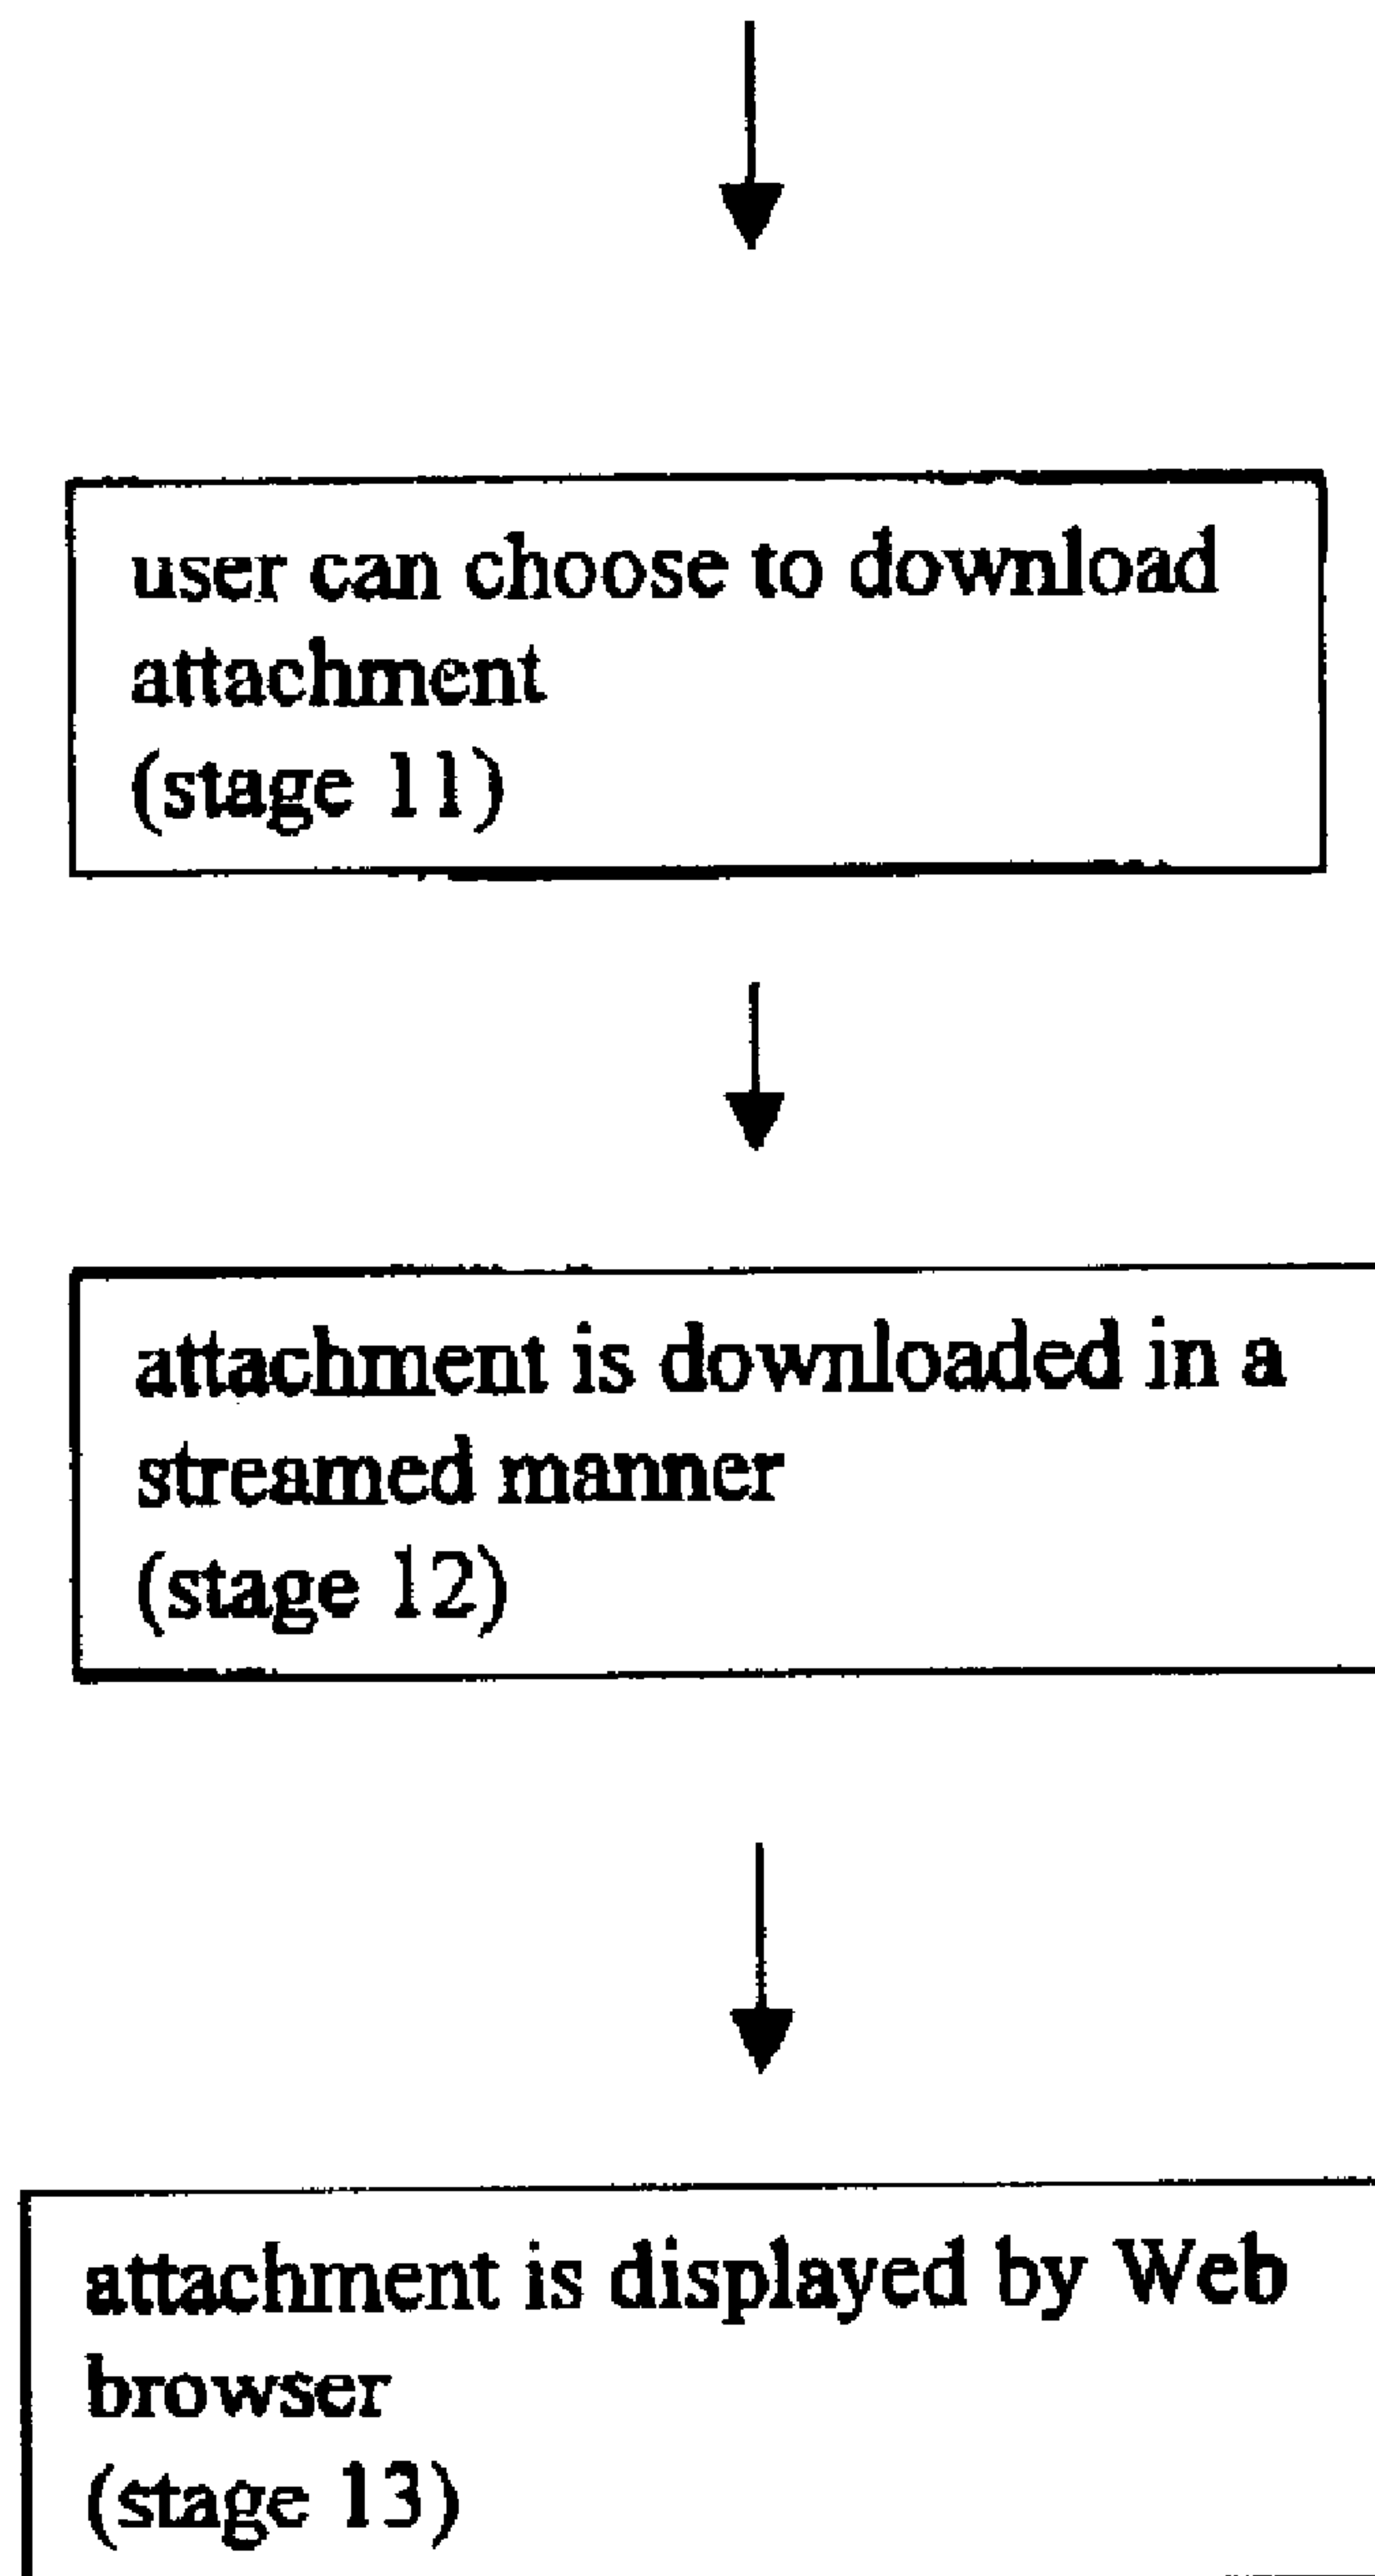 user can choose to download
attachment
(stage 11)
attachment is downloaded in a
streamed manner
(stage 12)
attachment is displayed by Web
browser
(stage 13)